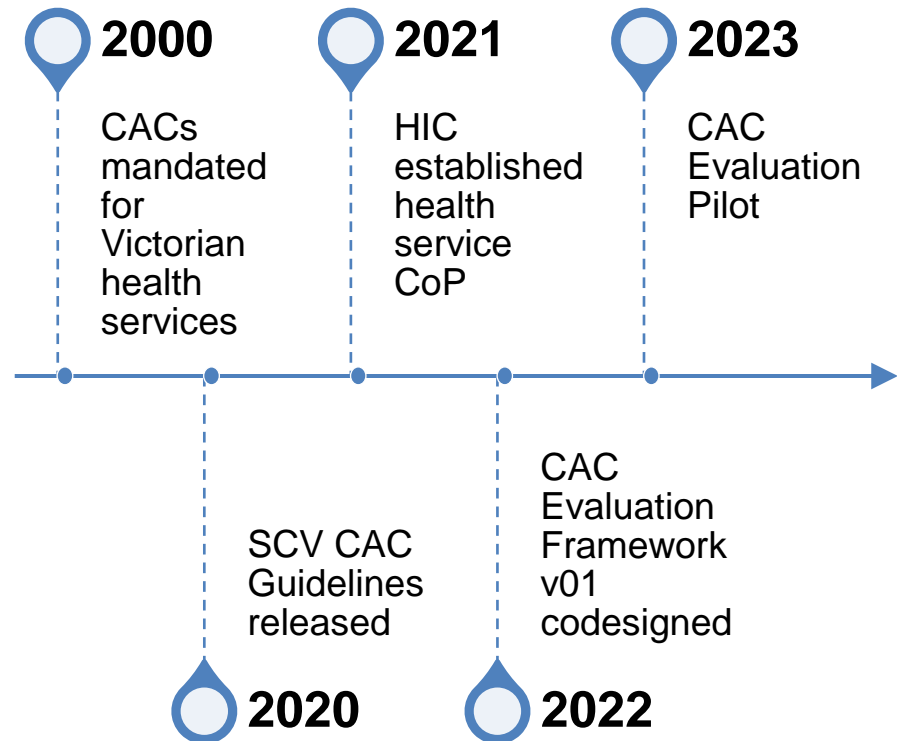 2000
CACs
mandated
for
Victorian
health
services
2020
SCV CAC
Guidelines
released
2021
HIC
established
health
service
CoP
2022
CAC
Evaluation
Framework
v01
codesigned
2023
CAC
Evaluation
Pilot